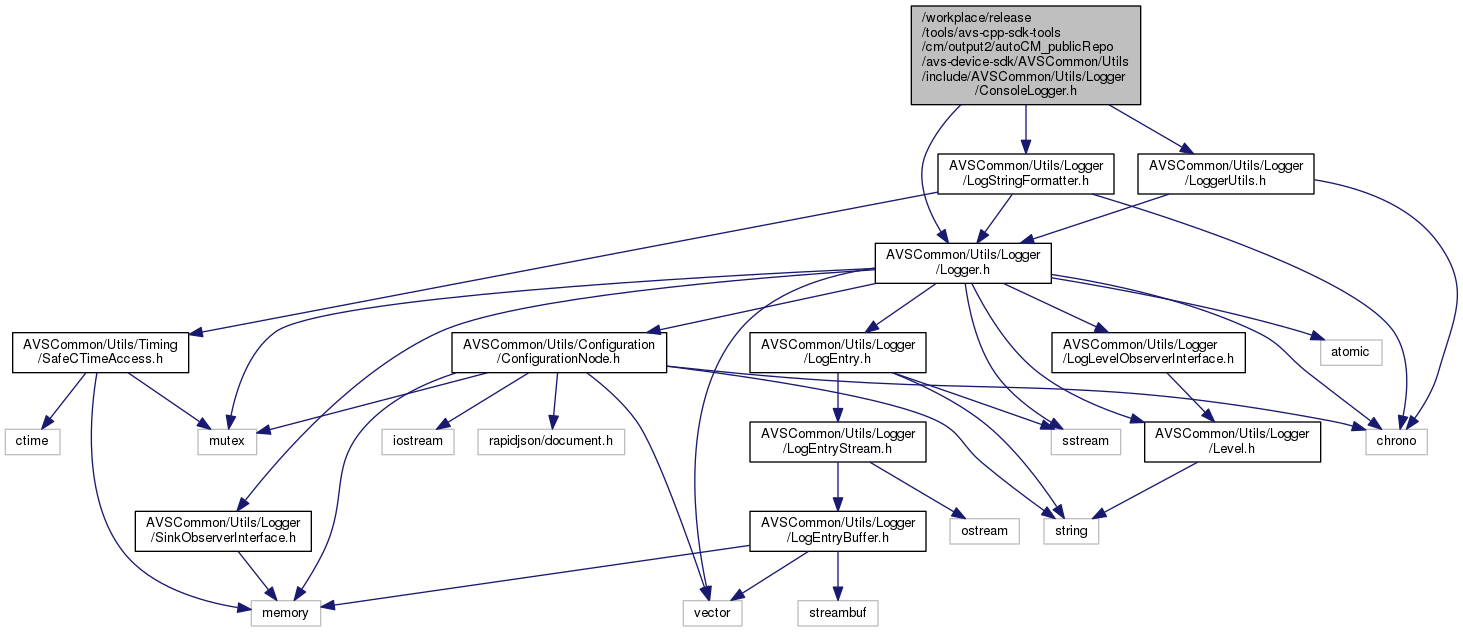 /workplace/release
/tools/avs-cpp-sdk-tools
/cm/output2/autoCM_publicRepo
/avs-device-sdk/AVSCommon/Utils
/include/AVSCommon/Utils/Logger
/ConsoleLogger.h
AVSCommon/Utils/Logger
/LogStringFormatter.h
AVSCommon/Utils/Logger
/LoggerUtils.h
AVSCommon/Utils/Logger
/Logger.h
AVSCommon/Utils/Timing
/SafeCTimeAccess.h
AVSCommon/Utils/Configuration
/ConfigurationNode.h
AVSCommon/Utils/Logger
/LogEntry.h
AVSCommon/Utils/Logger
/LogLevelObserverInterface.h
atomic
ctime
mutex
iostream
rapidjson/document.h
AVSCommon/Utils/Logger
/LogEntryStream.h
sstream
AVSCommon/Utils/Logger
/Level.h
chrono
AVSCommon/Utils/Logger
/SinkObserverInterface.h
AVSCommon/Utils/Logger
/LogEntryBuffer.h
ostream
string
memory
vector
streambuf